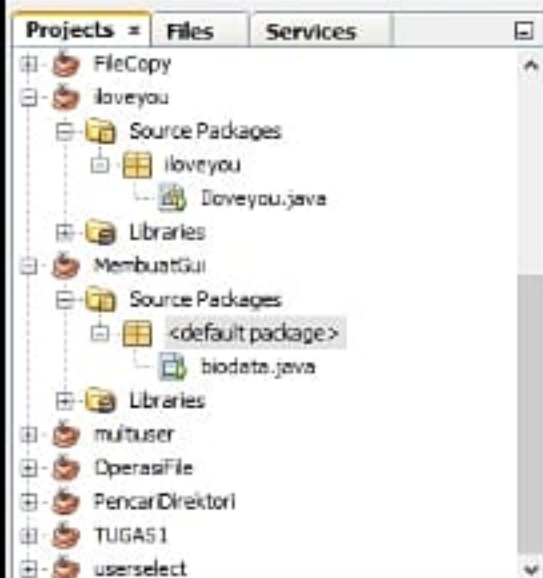 Projects Files Services
FileCopy
iloveyou
Source Packages
iloveyou
Iloveyou.java
Libraries
MembuatGui
Source Packages
<default package>
biodata.java
Libraries
multiuser
OperasiFile
PencariDirektori
TUGAS1
userselect